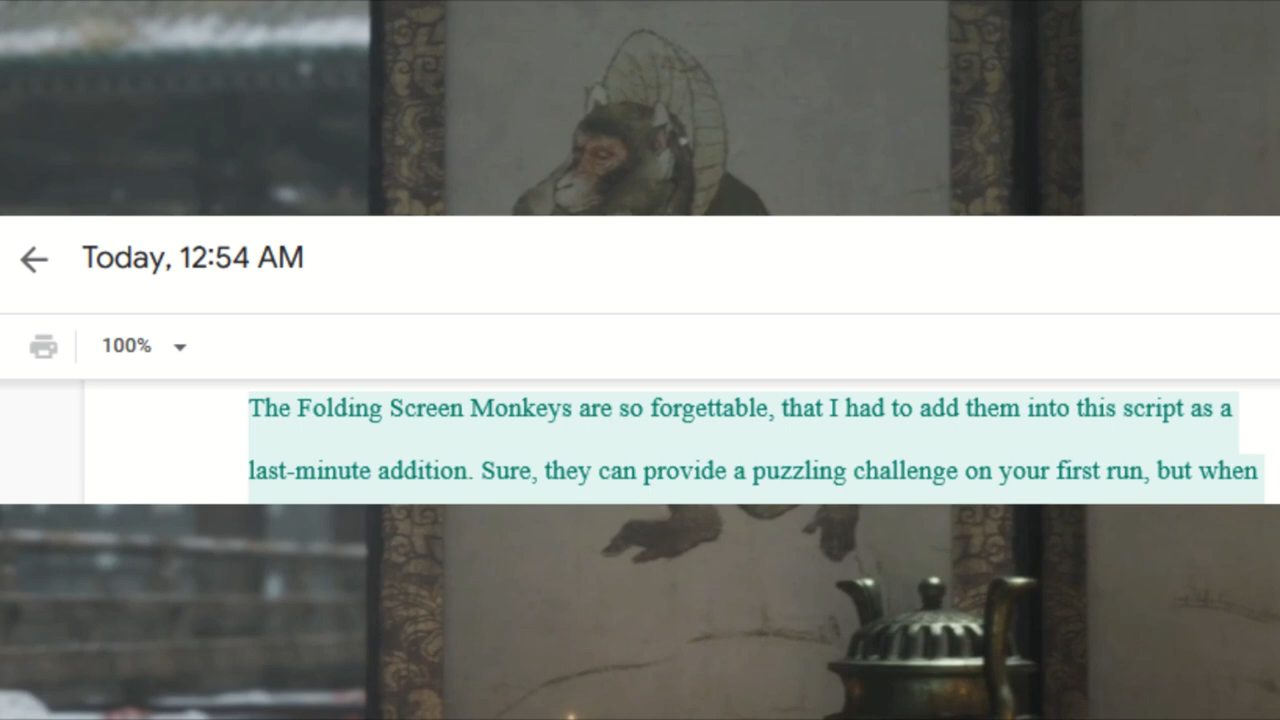 Today, 12:54 AM
100%
The Folding Screen Monkeys are so forgettable, that I had to add them into this script as a
last-minute addition. Sure, they can provide a puzzling challenge on your first run, but when